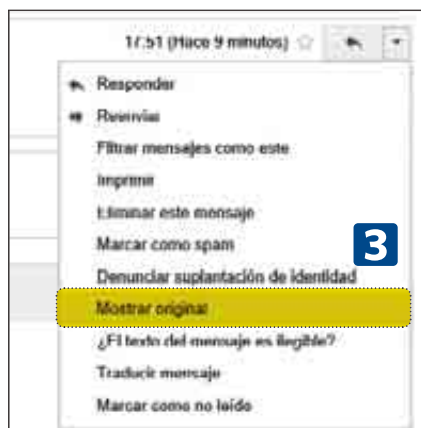 17:51 (Hace 9 minutos)
Responder
Reenviar
Filtrar mensajes como este
Imprimir
Eliminar este mensaje
Marcar como spam
3
Denunciar suplantación de identidad
Mostrar original
¿El texto del mensaje es ilegible?
Traducir mensaje
Marcar como no leído